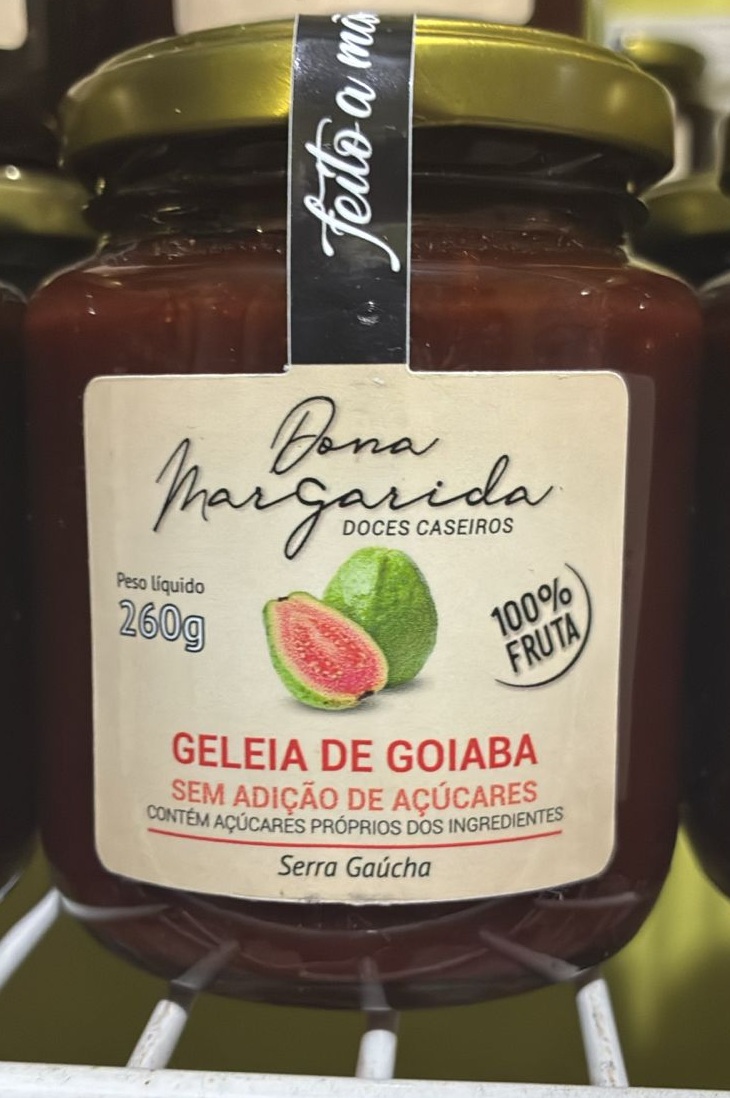 feito a mão
Dona
Margarida
DOCES CASEIROS
Peso líquido
260g
100%
FRUTA
GELEIA DE GOIABA
SEM ADIÇÃO DE AÇÚCARES
CONTÉM AÇÚCARES PRÓPRIOS DOS INGREDIENTES
Serra Gaúcha